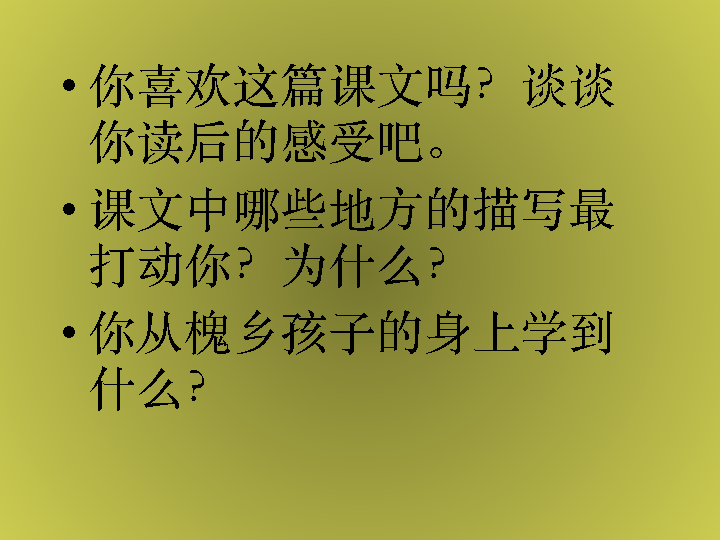 • 你喜欢这篇课文吗？谈谈
你读后的感受吧。
• 课文中哪些地方的描写最
打动你？为什么？
• 你从槐乡孩子的身上学到
什么？